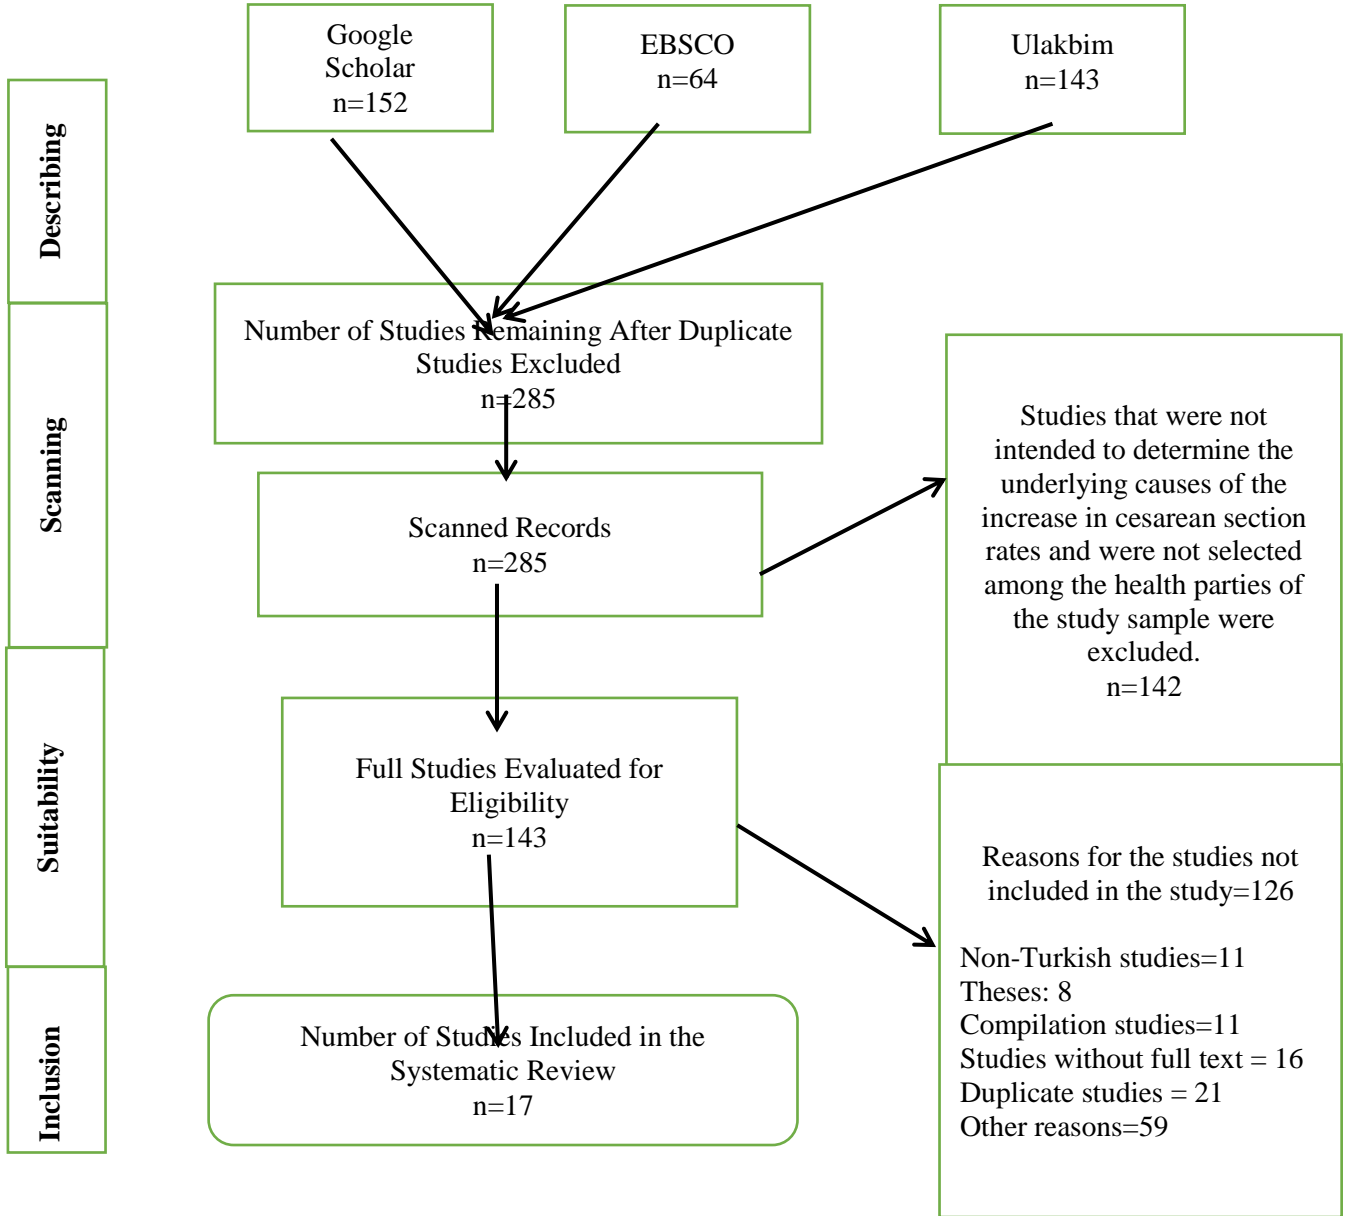 Google
Scholar
n=152
EBSCO
n=64
Ulakbim
n=143
Describing
Number of Studies Remaining After Duplicate
Studies Excluded
n=285
Scanning
Scanned Records
n=285
Studies that were not
intended to determine the
underlying causes of the
increase in cesarean section
rates and were not selected
among the health parties of
the study sample were
excluded.
n=142
Suitability
Full Studies Evaluated for
Eligibility
n=143
Reasons for the studies not
included in the study=126
Non-Turkish studies=11
Theses: 8
Compilation studies=11
Studies without full text = 16
Duplicate studies = 21
Other reasons=59
Inclusion
Number of Studies Included in the
Systematic Review
n=17